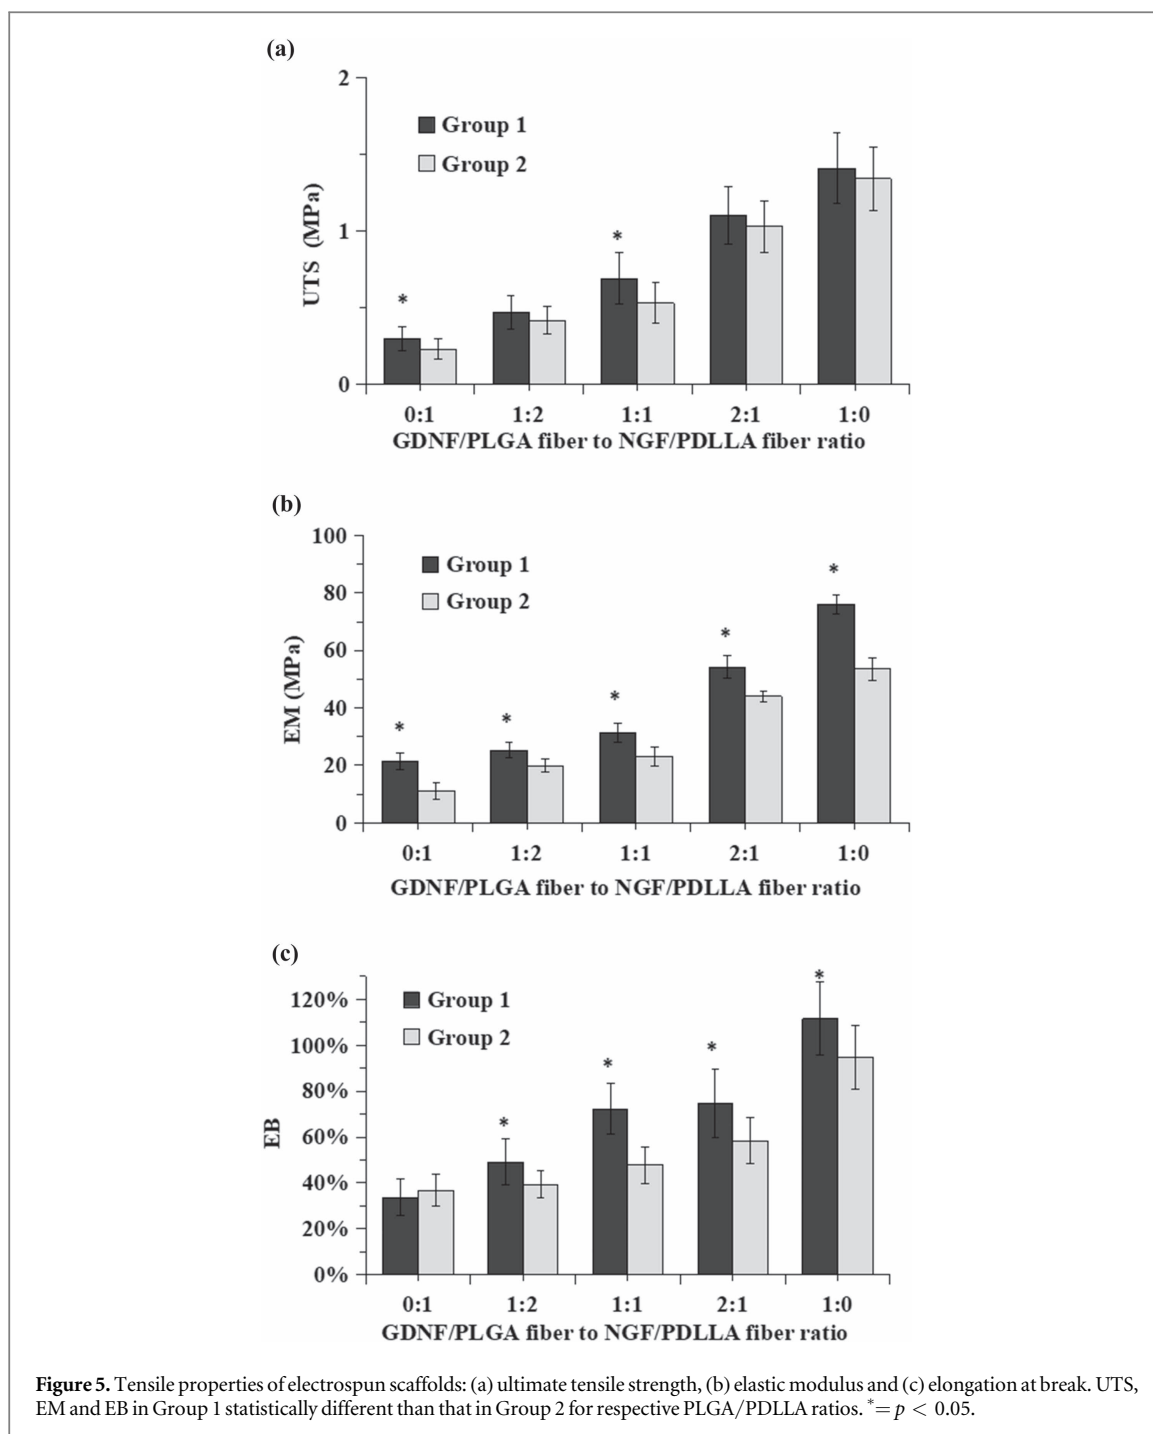 (a)
2
Group 1
Group 2
UTS (MPa)
1
*
*
0
0:1 1:2 1:1 2:1 1:0
GDNF/PLGA fiber to NGF/PDLLA fiber ratio
(b)
100
Group 1
80
Group 2
*
60
*
EM (MPa)
40
*
*
*
20
0
0:1 1:2 1:1 2:1 1:0
GDNF/PLGA fiber to NGF/PDLLA fiber ratio
(c)
*
120%
Group 1
100%
Group 2
*
*
80%
*
60%
EB
40%
20%
0%
0:1 1:2 1:1 2:1 1:0
GDNF/PLGA fiber to NGF/PDLLA fiber ratio
Figure 5. Tensile properties of electrospun scaffolds: (a) ultimate tensile strength, (b) elastic modulus and (c) elongation at break. UTS,
EM and EB in Group 1 statistically different than that in Group 2 for respective PLGA/PDLLA ratios. *= p < 0.05.